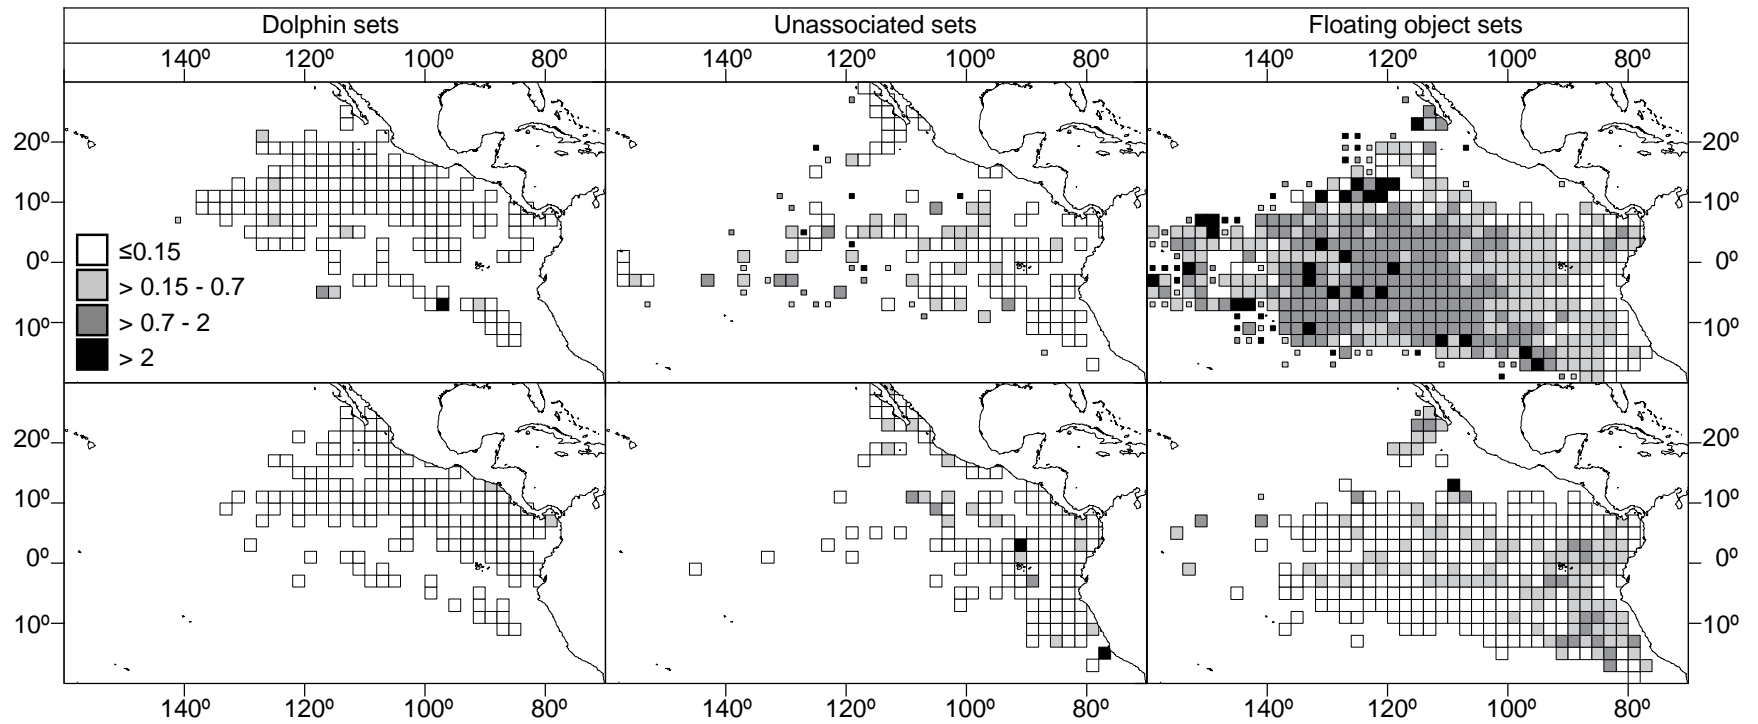 Dolphin sets Unassociated sets Floating object sets
140º 120º 100º 80º 140º 120º 100º 80º 140º 120º 100º 80º
20º 20º
10º 10º
≤0.15
0º 0º
> 0.15 - 0.7
> 0.7 - 2
10º 10º
> 2
20º 20º
10º 10º
0º 0º
10º 10º
140º 120º 100º 80º 140º 120º 100º 80º 140º 120º 100º 80º